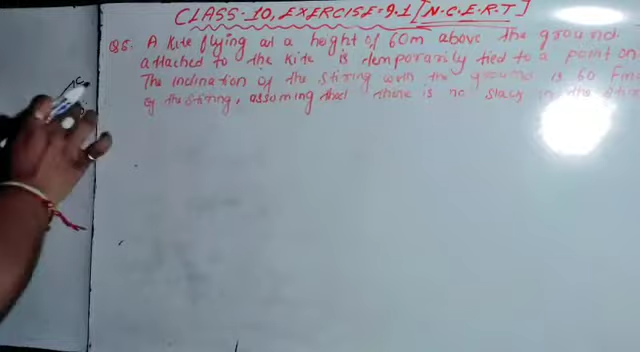 CLASS-10, EXERCISE-9.1 [N.C.E.R.T]
Q5. A Kite flying at a height of 60m above the ground.
attached to the kite is temporarily tied to a point on
The inclination of the string with the ground is 60 Fin
of the string, assuming that there is no slack in the